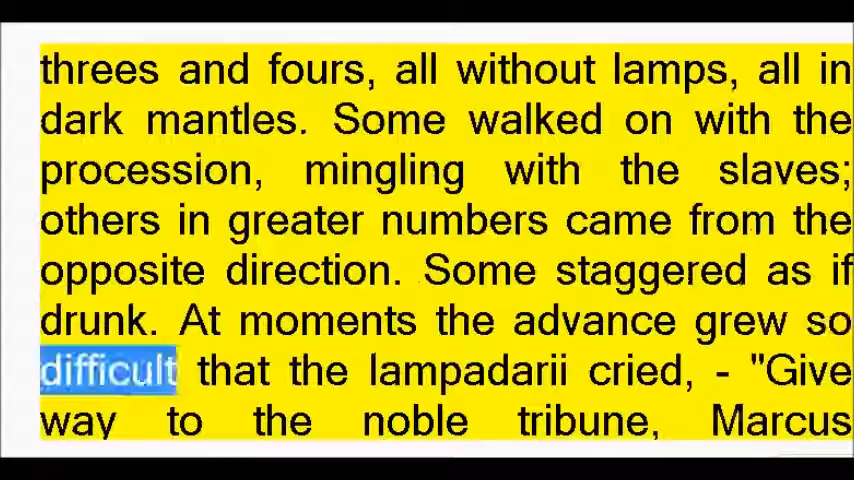 threes and fours, all without lamps, all in
dark mantles. Some walked on with the
procession, mingling with the slaves;
others in greater numbers came from the
opposite direction. Some staggered as if
drunk. At moments the advance grew so
difficult that the lampadarii cried, - "Give
way to the noble tribune, Marcus